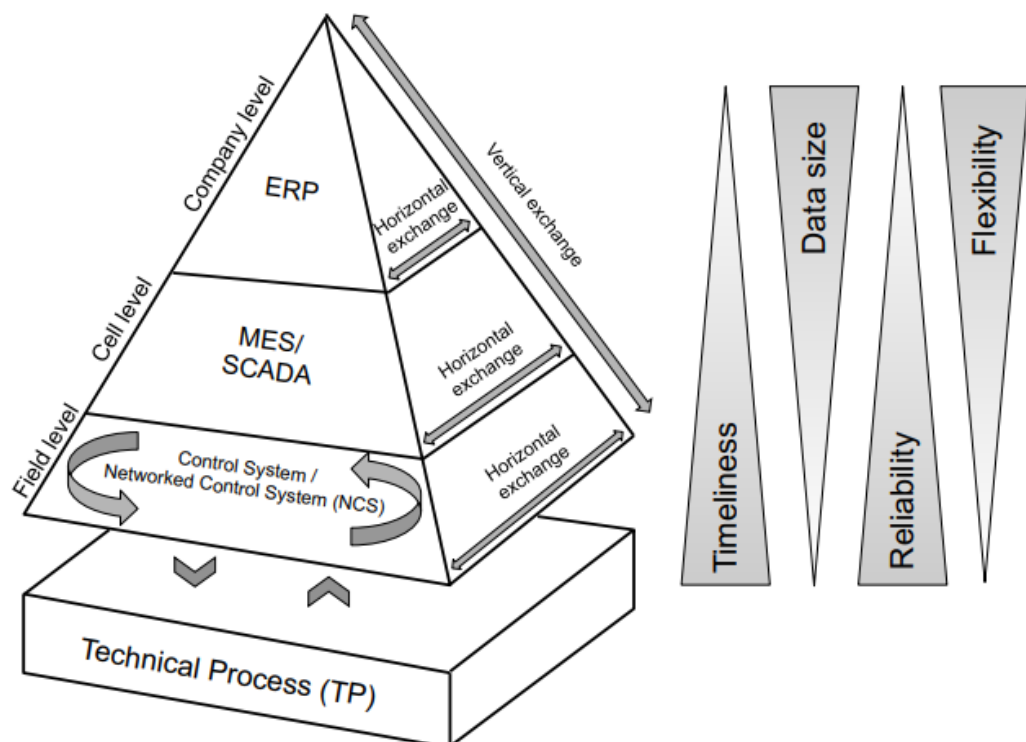 Company level
ERP
Horizontal
exchange
Vertical exchange
Cell level
MES/
SCADA
Horizontal
exchange
Field level
Control System /
Networked Control System (NCS)
Horizontal
exchange
Technical Process (TP)
Timeliness
Data size
Reliability
Flexibility